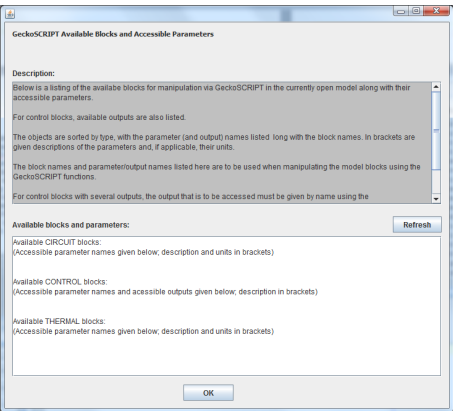 GeckoSCRIPT Available Blocks and Accessible Parameters
Description:
Below is a listing of the availabe blocks for manipulation via GeckoSCRIPT in the currently open model along with their
accessible parameters.
For control blocks, available outputs are also listed.
The objects are sorted by type, with the parameter (and output) names listed long with the block names. In brackets are
given descriptions of the parameters and, if applicable, their units.
The block names and parameter/output names listed here are to be used when manipulating the model blocks using the
GeckoSCRIPT functions.
For control blocks with several outputs, the output that is to be accessed must be given by name using the
Available blocks and parameters:
Refresh
Available CIRCUIT blocks:
(Accessible parameter names given below; description and units in brackets)
Available CONTROL blocks:
(Accessible parameter names and acessible outputs given below; description in brackets)
Available THERMAL blocks:
(Accessible parameter names given below; description and units in brackets)
OK